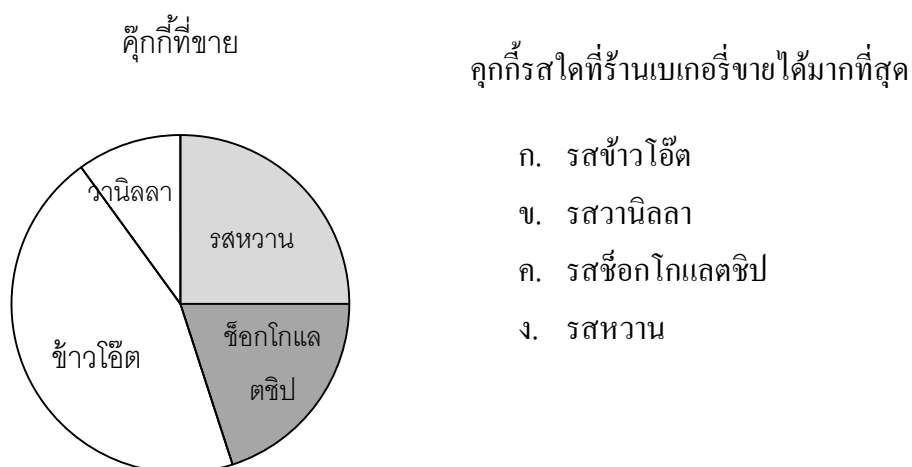 คุ๊กกี้ที่ขาย
คุกกี้รสใดที่ร้านเบเกอรี่ขายได้มากที่สุด
ก. รสข้าวโอ๊ต
ข. รสวานิลลา
ค. รสช็อกโกแลตชิป
ง. รสหวาน
วานิลลา
รสหวาน
ช็อกโกแล
ตชิป
ข้าวโอ๊ต